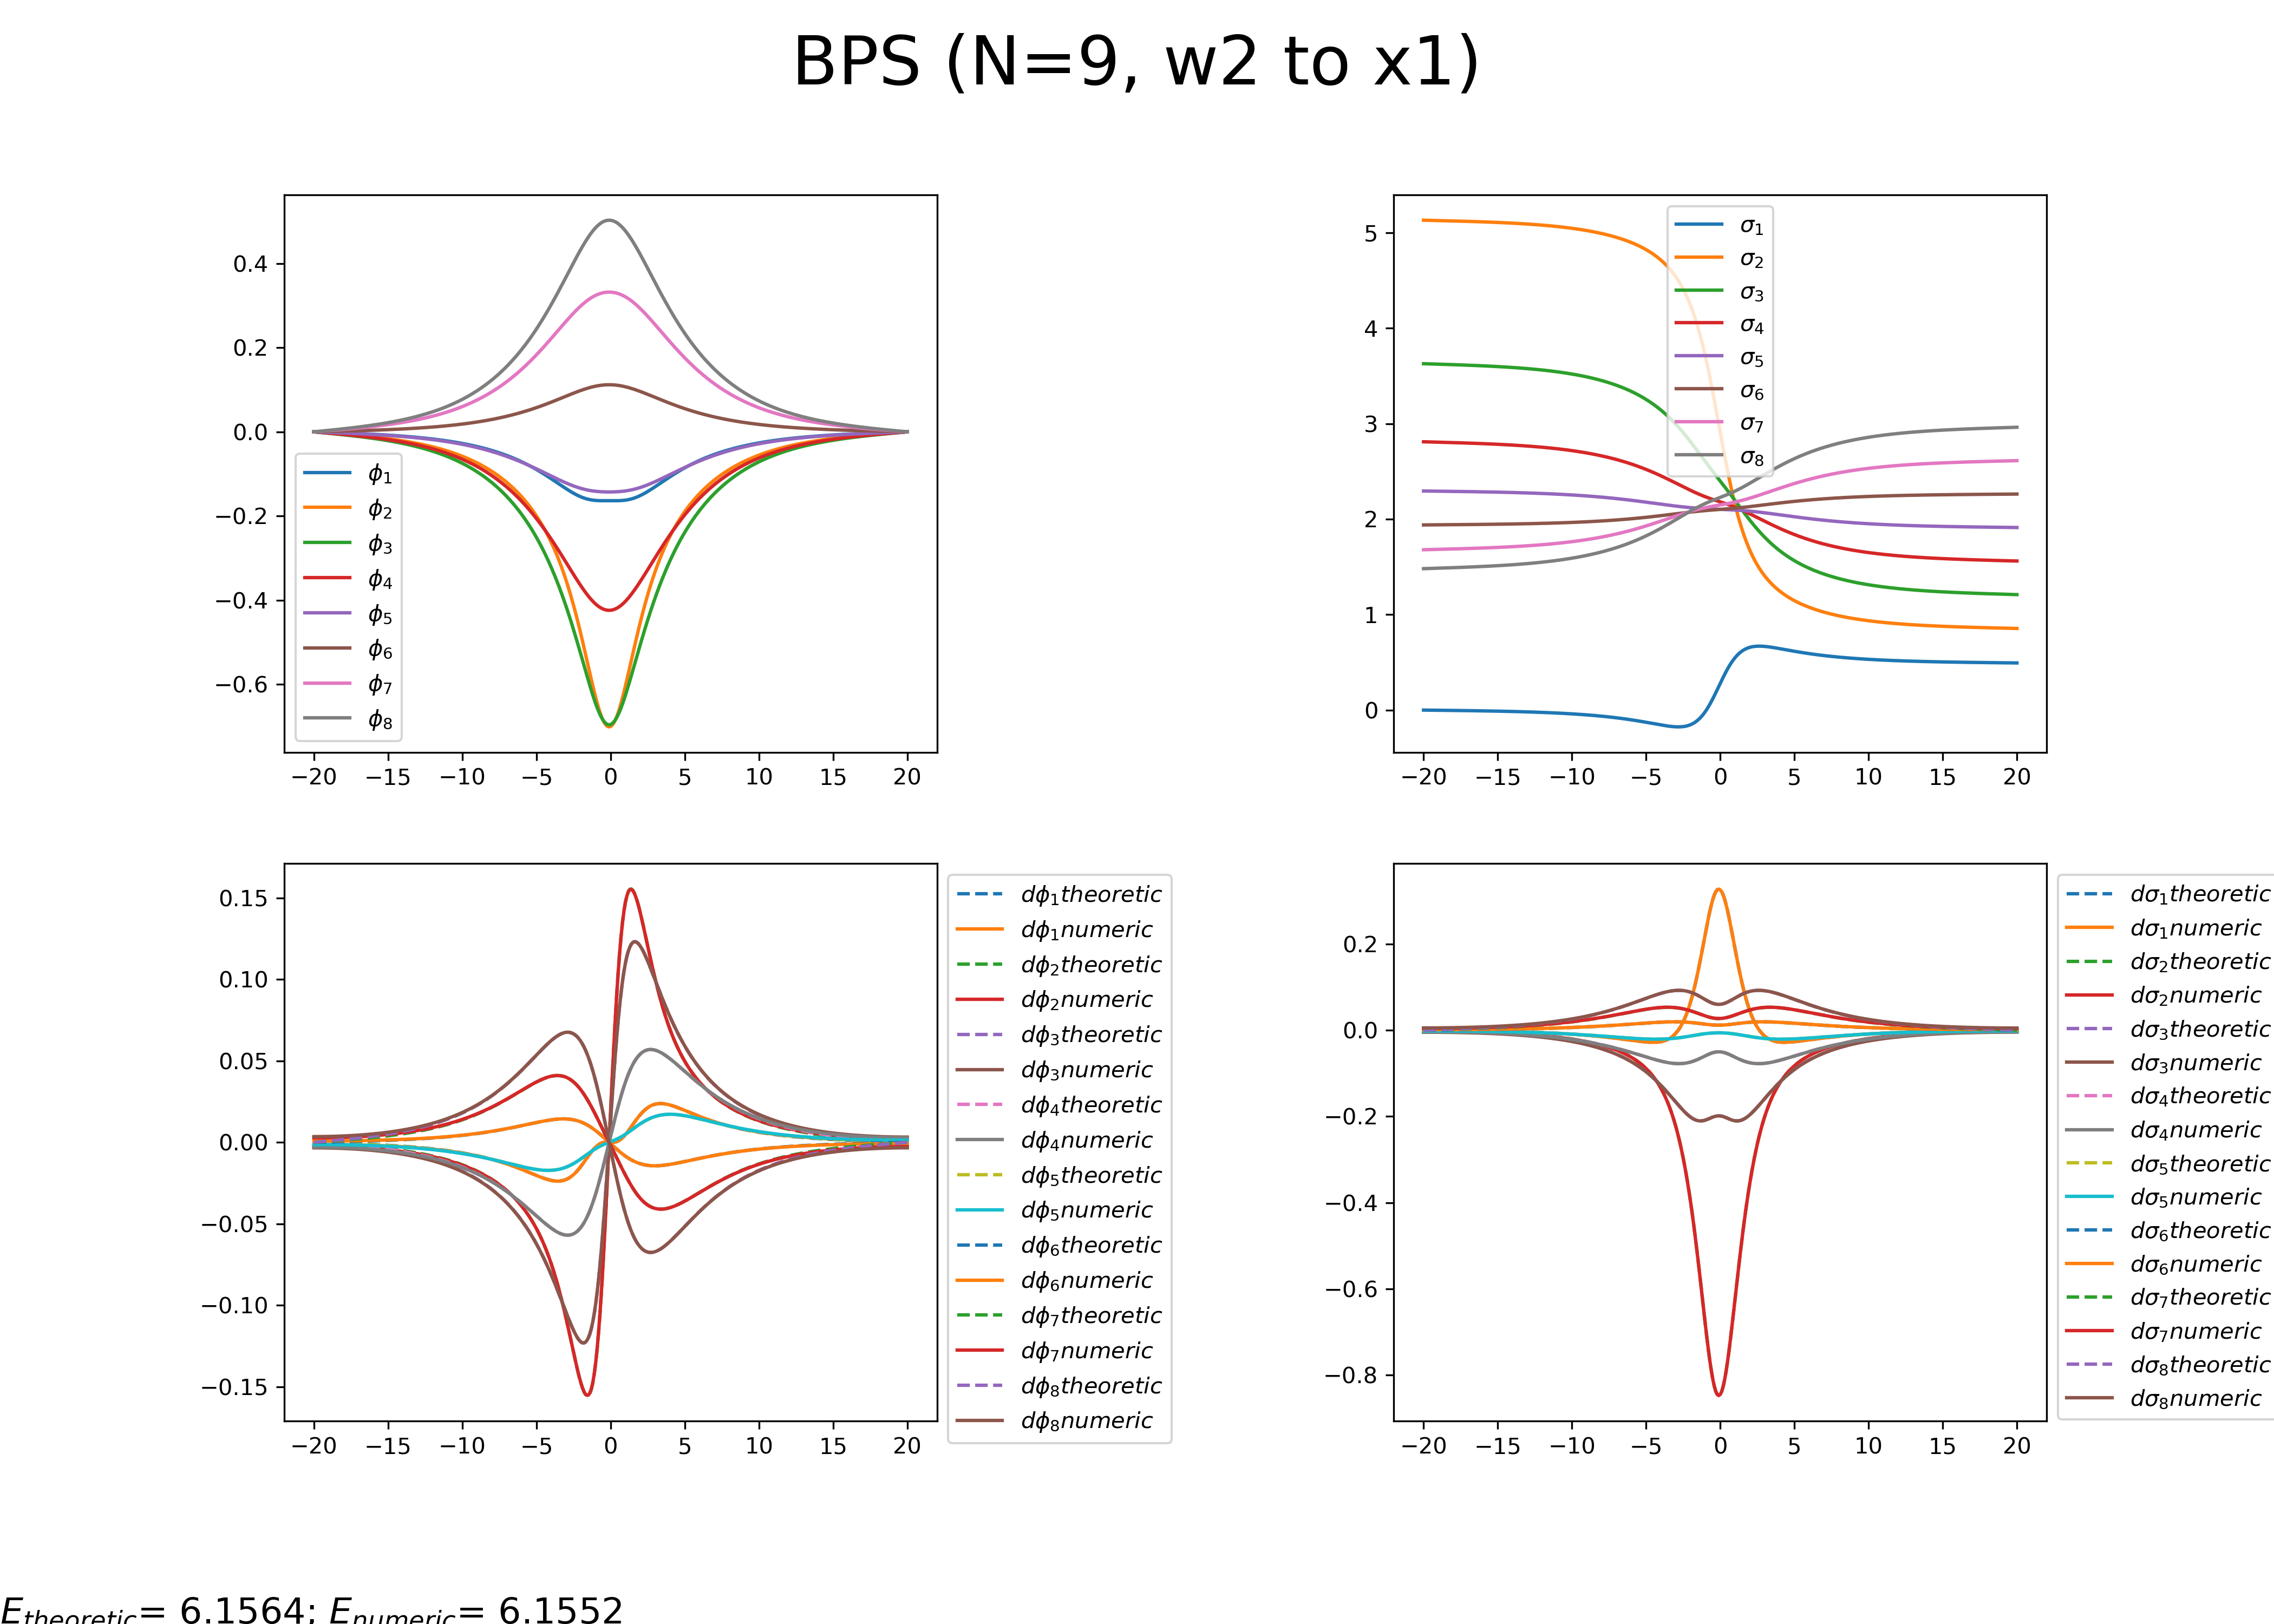 BPS (N=9, w2 to x1)
0.4
0.2
0.0
−0.2
−0.4
−0.6
ϕ1
ϕ2
ϕ3
ϕ4
ϕ5
ϕ6
ϕ7
ϕ8
−20 −15 −10 −5 0 5 10 15 20
5
4
3
2
1
0
σ1
σ2
σ3
σ4
σ5
σ6
σ7
σ8
−20 −15 −10 −5 0 5 10 15 20
0.15
0.10
0.05
0.00
−0.05
−0.10
−0.15
−20 −15 −10 −5 0 5 10 15 20
dϕ1theoretic
dϕ1numeric
dϕ2theoretic
dϕ2numeric
dϕ3theoretic
dϕ3numeric
dϕ4theoretic
dϕ4numeric
dϕ5theoretic
dϕ5numeric
dϕ6theoretic
dϕ6numeric
dϕ7theoretic
dϕ7numeric
dϕ8theoretic
dϕ8numeric
0.2
0.0
−0.2
−0.4
−0.6
−0.8
−20 −15 −10 −5 0 5 10 15 20
dσ1theoretic
dσ1numeric
dσ2theoretic
dσ2numeric
dσ3theoretic
dσ3numeric
dσ4theoretic
dσ4numeric
dσ5theoretic
dσ5numeric
dσ6theoretic
dσ6numeric
dσ7theoretic
dσ7numeric
dσ8theoretic
dσ8numeric
Etheoretic= 6.1564; Enumeric= 6.1552